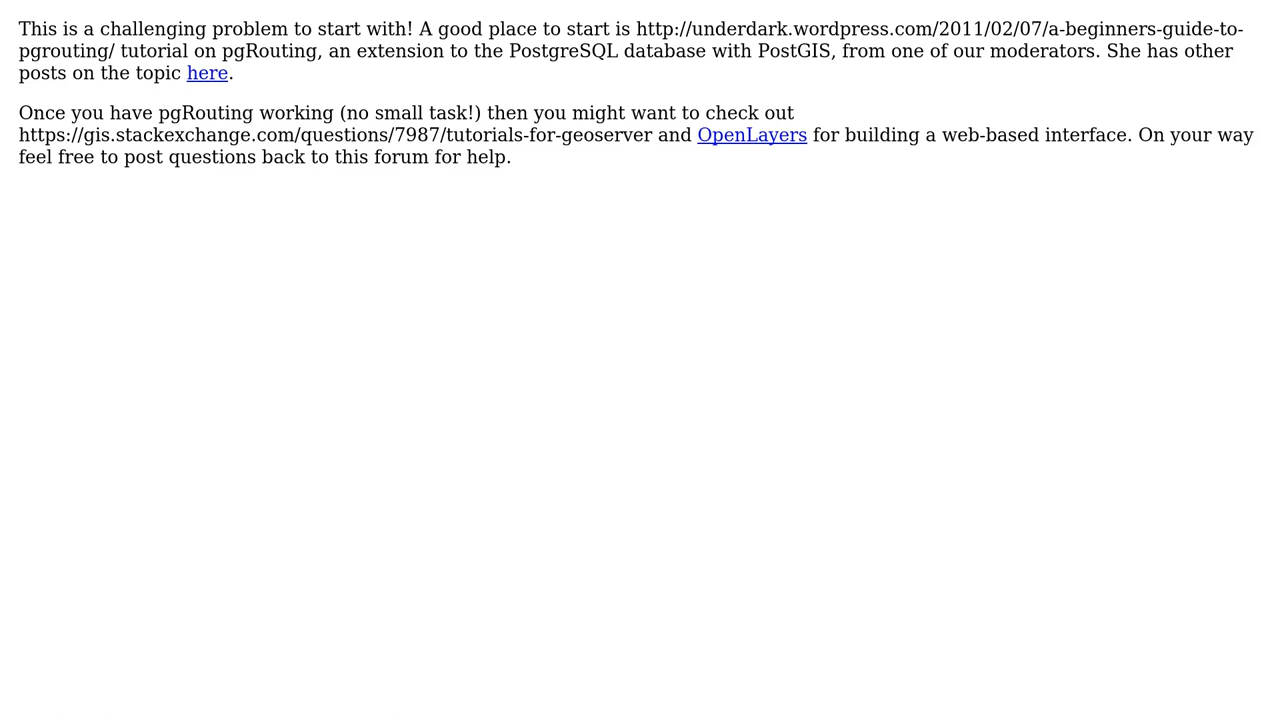 This is a challenging problem to start with! A good place to start is http://underdark.wordpress.com/2011/02/07/a-beginners-guide-to-
pgrouting/ tutorial on pgRouting, an extension to the PostgreSQL database with PostGIS, from one of our moderators. She has other
posts on the topic here.
Once you have pgRouting working (no small task!) then you might want to check out
https://gis.stackexchange.com/questions/7987/tutorials-for-geoserver and OpenLayers for building a web-based interface. On your way
feel free to post questions back to this forum for help.